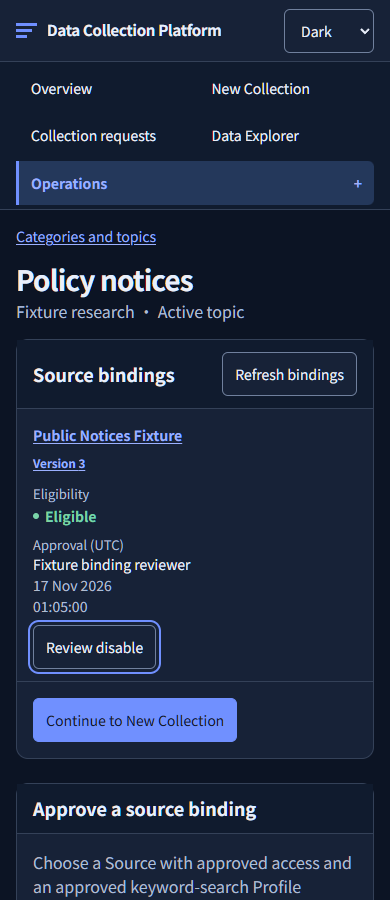 Data Collection Platform
Dark
Overview
New Collection
Collection requests
Data Explorer
Operations +
Categories and topics
Policy notices
Fixture research • Active topic
Source bindings
Refresh bindings
Public Notices Fixture
Version 3
Eligibility
Eligible
Approval (UTC)
Fixture binding reviewer
17 Nov 2026
01:05:00
Review disable
Continue to New Collection
Approve a source binding
Choose a Source with approved access and
an approved keyword-search Profile